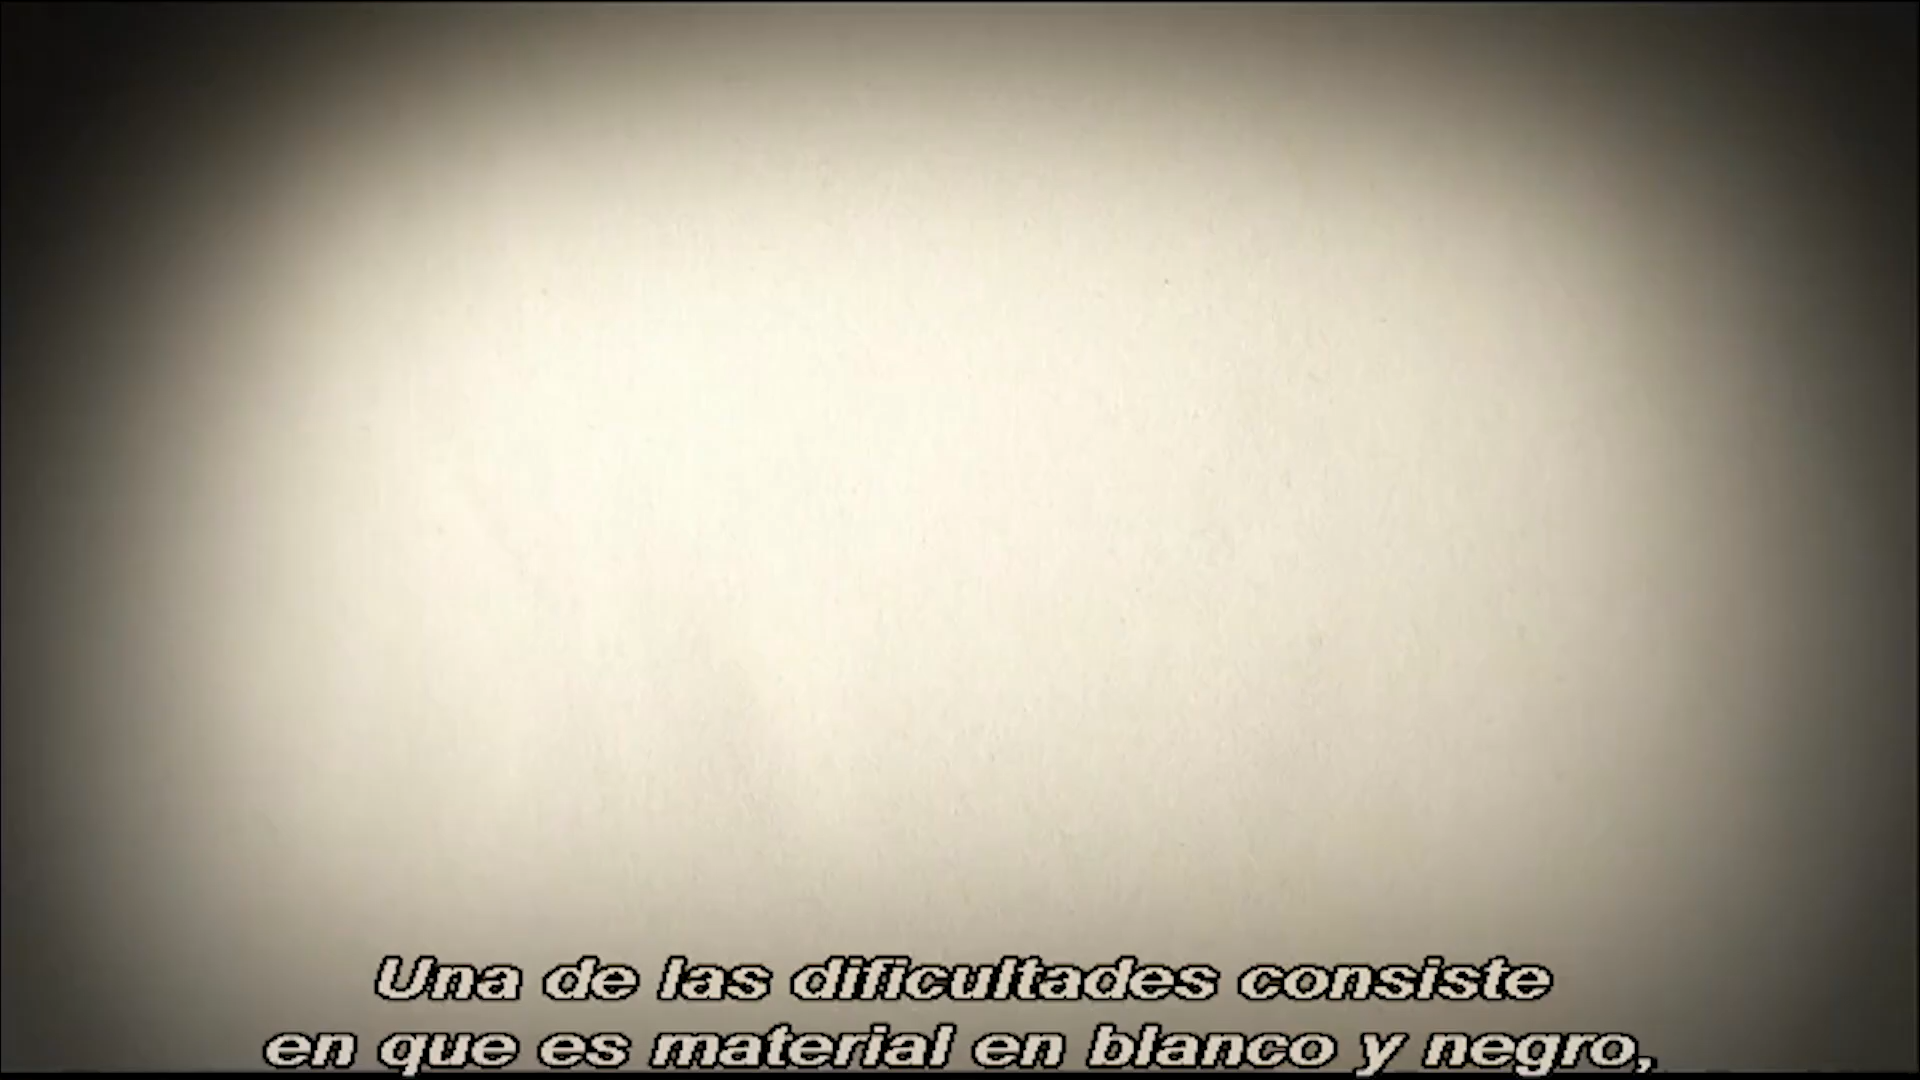 Una de las dificultades consiste
en que es material en blanco y negro,